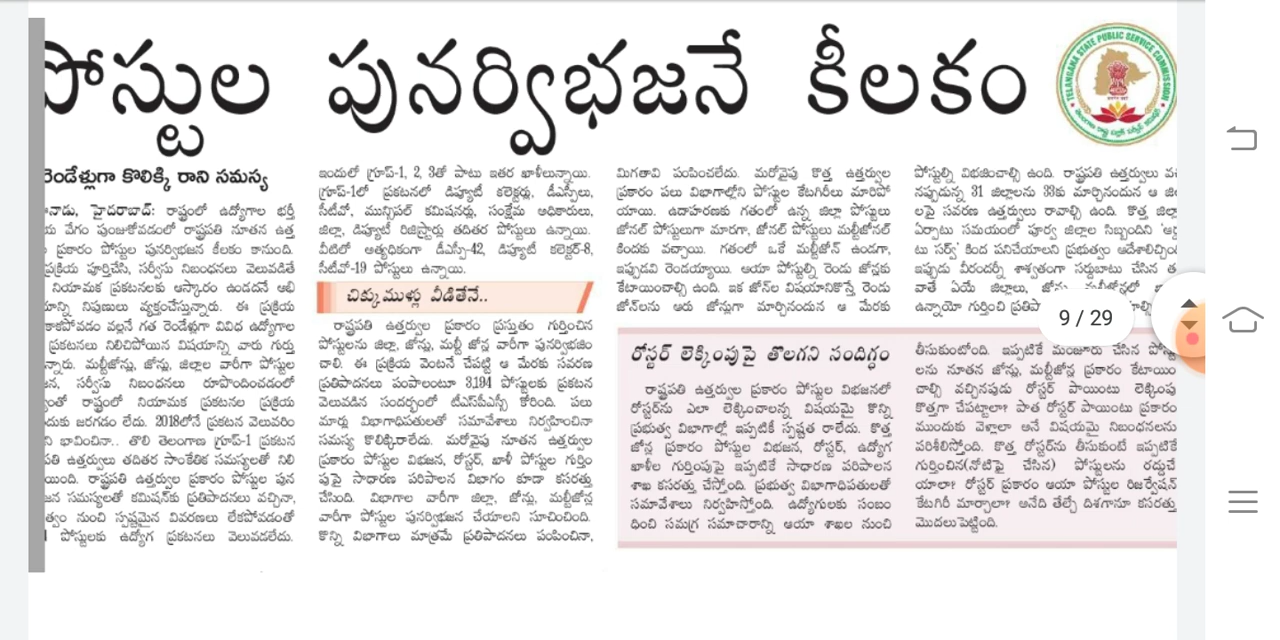 పోస్టుల పునర్విభజనే కీలకం
TELANGANA STATE PUBLIC SERVICE COMMISSION
రెండేళ్లుగా కొలిక్కి రాని సమస్య
హైదరాబాద్: రాష్ట్రంలో ఉద్యోగాల భర్తీ
వేగం పుంజుకోవడంలో రాష్ట్రపతి నూతన ఉత్త
ప్రకారం పోస్టుల పునర్విభజన కీలకం కానుంది.
ప్రక్రియ పూర్తిచేసి, సర్వీసు నిబంధనలు వెలువడితే
నియామక ప్రకటనలకు ఆస్కారం ఉండదనే అభి
నిపుణులు వ్యక్తంచేస్తున్నారు. ఈ ప్రక్రియ
కాకపోవడం వల్లనే గత రెండేళ్లుగా వివిధ ఉద్యోగాల
ప్రకటనలు నిలిచిపోయిన విషయాన్ని వారు గుర్తు
న్నారు. మల్టీజోన్లు, జోన్లు, జిల్లాల వారీగా పోస్టుల
సర్వీసు నిబంధనలు రూపొందించడంలో
రాష్ట్రంలో నియామక ప్రకటనల ప్రక్రియ
దుకు జరగడం లేదు. 2018లోనే ప్రకటన వెలువరిం
ని భావించినా.. తొలి తెలంగాణ గ్రూప్-1 ప్రకటన
ఉత్తర్వులు తదితర సాంకేతిక సమస్యలతో నిలి
యింది. రాష్ట్రపతి ఉత్తర్వుల ప్రకారం పోస్టుల పున
సమస్యలతో కమిషన్‌కు ప్రతిపాదనలు వచ్చినా,
త్వం నుంచి స్పష్టమైన వివరణలు లేకపోవడంతో
పోస్టులకు ఉద్యోగ ప్రకటనలు వెలువడలేదు.
ఇందులో గ్రూప్-1, 2, 3తో పాటు ఇతర ఖాళీలున్నాయి.
గ్రూప్-1లో ప్రకటనలో డిప్యూటీ కలెక్టర్లు, డీఎస్పీలు,
సీటీవో, మున్సిపల్ కమిషనర్లు, సంక్షేమ అధికారులు,
జిల్లా, డిప్యూటీ రిజిస్ట్రార్లు తదితర పోస్టులు ఉన్నాయి.
వీటిలో అత్యధికంగా డీఎస్పీ-42, డిప్యూటీ కలెక్టర్-8,
సీటీవో-19 పోస్టులు ఉన్నాయి.
చిక్కుముళ్లు వీడితేనే..
రాష్ట్రపతి ఉత్తర్వుల ప్రకారం ప్రస్తుతం గుర్తించిన
పోస్టులను జిల్లా, జోన్లు, మల్టీ జోన్ల వారీగా పునర్విభజిం
చాలి. ఈ ప్రక్రియ వెంటనే చేపట్టి ఆ మేరకు సవరణ
ప్రతిపాదనలు పంపాలంటూ 3,194 పోస్టులకు ప్రకటన
వెలువడిన సందర్భంలో టీఎస్‌పీఎస్సీ కోరింది. పలు
మార్లు విభాగాధిపతులతో సమావేశాలు నిర్వహించినా
సమస్య కొలిక్కిరాలేదు. మరోవైపు నూతన ఉత్తర్వుల
ప్రకారం పోస్టుల విభజన, రోస్టర్, ఖాళీ పోస్టుల గుర్తిం
పుపై సాధారణ పరిపాలన విభాగం కూడా కసరత్తు
చేసింది. విభాగాల వారీగా జిల్లా, జోన్లు, మల్టీజోన్ల
వారీగా పోస్టుల పునర్విభజన చేయాలని సూచించింది.
కొన్ని విభాగాలు మాత్రమే ప్రతిపాదనలు పంపించినా,
మిగతావి పంపించలేదు. మరోవైపు కొత్త ఉత్తర్వుల
ప్రకారం పలు విభాగాల్లోని పోస్టుల కేటగిరీలు మారిపో
యాయి. ఉదాహరణకు గతంలో ఉన్న జిల్లా పోస్టులు
జోనల్ పోస్టులుగా మారగా, జోనల్ పోస్టులు మల్టీజోనల్
కిందకు వచ్చాయి. గతంలో ఒకే మల్టీజోన్ ఉండగా,
ఇప్పుడవి రెండయ్యాయి. ఆయా పోస్టుల్ని రెండు జోన్లకు
కేటాయించాల్సి ఉంది. ఇక జోన్ల విషయానికొస్తే రెండు
జోన్‌లను ఆరు జోన్లుగా మార్చినందున ఆ మేరకు
పోస్టుల్ని విభజించాల్సి ఉంది. రాష్ట్రపతి ఉత్తర్వులు వచ్చి
నప్పుడున్న 31 జిల్లాలను 33కు మార్చినందున ఆ
లపై సవరణ ఉత్తర్వులు రావాల్సి ఉంది. కొత్త జిల్లా
ఏర్పాటు సమయంలో పూర్వ జిల్లాల సిబ్బందిని 'ఆర్డ
టు సర్వ్' కింద పనిచేయాలని ప్రభుత్వం ఆదేశాలిచ్చింది
ఇప్పుడు వీరందర్నీ శాశ్వతంగా సర్దుబాటు చేసిన త
వాతే ఏయే జిల్లాలు, జోన్లు మల్టీజోన్లలో
ఉన్నాయో గుర్తించి
9 / 29
రోస్టర్ లెక్కింపుపై తొలగని సందిగ్ధం
రాష్ట్రపతి ఉత్తర్వుల ప్రకారం పోస్టుల విభజనలో
రోస్టర్‌ను ఎలా లెక్కించాలన్న విషయమై కొన్ని
ప్రభుత్వ విభాగాల్లో ఇప్పటికీ స్పష్టత రాలేదు. కొత్త
జోన్ల ప్రకారం పోస్టుల విభజన, రోస్టర్, ఉద్యోగ
ఖాళీల గుర్తింపుపై ఇప్పటికే సాధారణ పరిపాలన
శాఖ కసరత్తు చేస్తోంది. ప్రభుత్వ విభాగాధిపతులతో
సమావేశాలు నిర్వహిస్తోంది. ఉద్యోగులకు సంబం
ధించి సమగ్ర సమాచారాన్ని ఆయా శాఖల నుంచి
తీసుకుంటోంది. ఇప్పటికే మంజూరు చేసిన పోస్టు
లను నూతన జోన్లు, మల్టీజోన్ల ప్రకారం కేటాయిం
చాల్సి వచ్చినపుడు రోస్టర్ పాయింటు లెక్కింపు
కొత్తగా చేపట్టాలా? పాత రోస్టర్ పాయింటు ప్రకారం
ముందుకు వెళ్లాలా అనే విషయమై నిబంధనలను
పరిశీలిస్తోంది. కొత్త రోస్టర్‌ను తీసుకుంటే ఇప్పటికే
గుర్తించిన(నోటిఫై చేసిన) పోస్టులను రద్దుచే
యాలా? రోస్టర్ ప్రకారం ఆయా పోస్టుల రిజర్వేషన్
కేటగిరీ మార్చాలా? అనేది తేల్చే దిశగానూ కసరత్తు
మొదలుపెట్టింది.